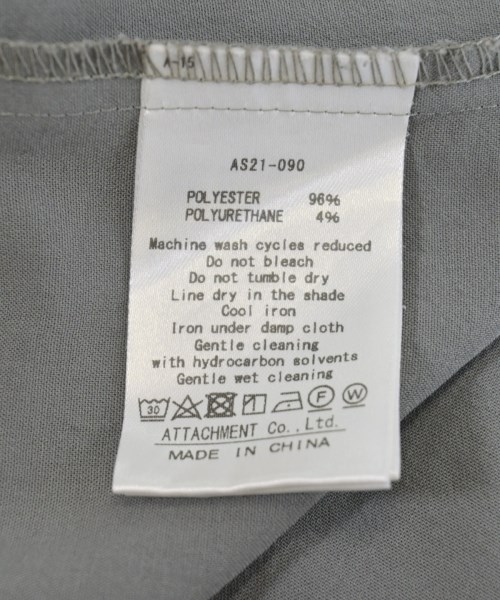 A-15
AS21-090
POLYESTER 96%
POLYURETHANE 4%
Machine wash cycles reduced
Do not bleach
Do not tumble dry
Line dry in the shade
Cool iron
Iron under damp cloth
Gentle cleaning
with hydrocarbon solvents
Gentle wet cleaning
30 F W
ATTACHMENT Co.,Ltd.
MADE IN CHINA